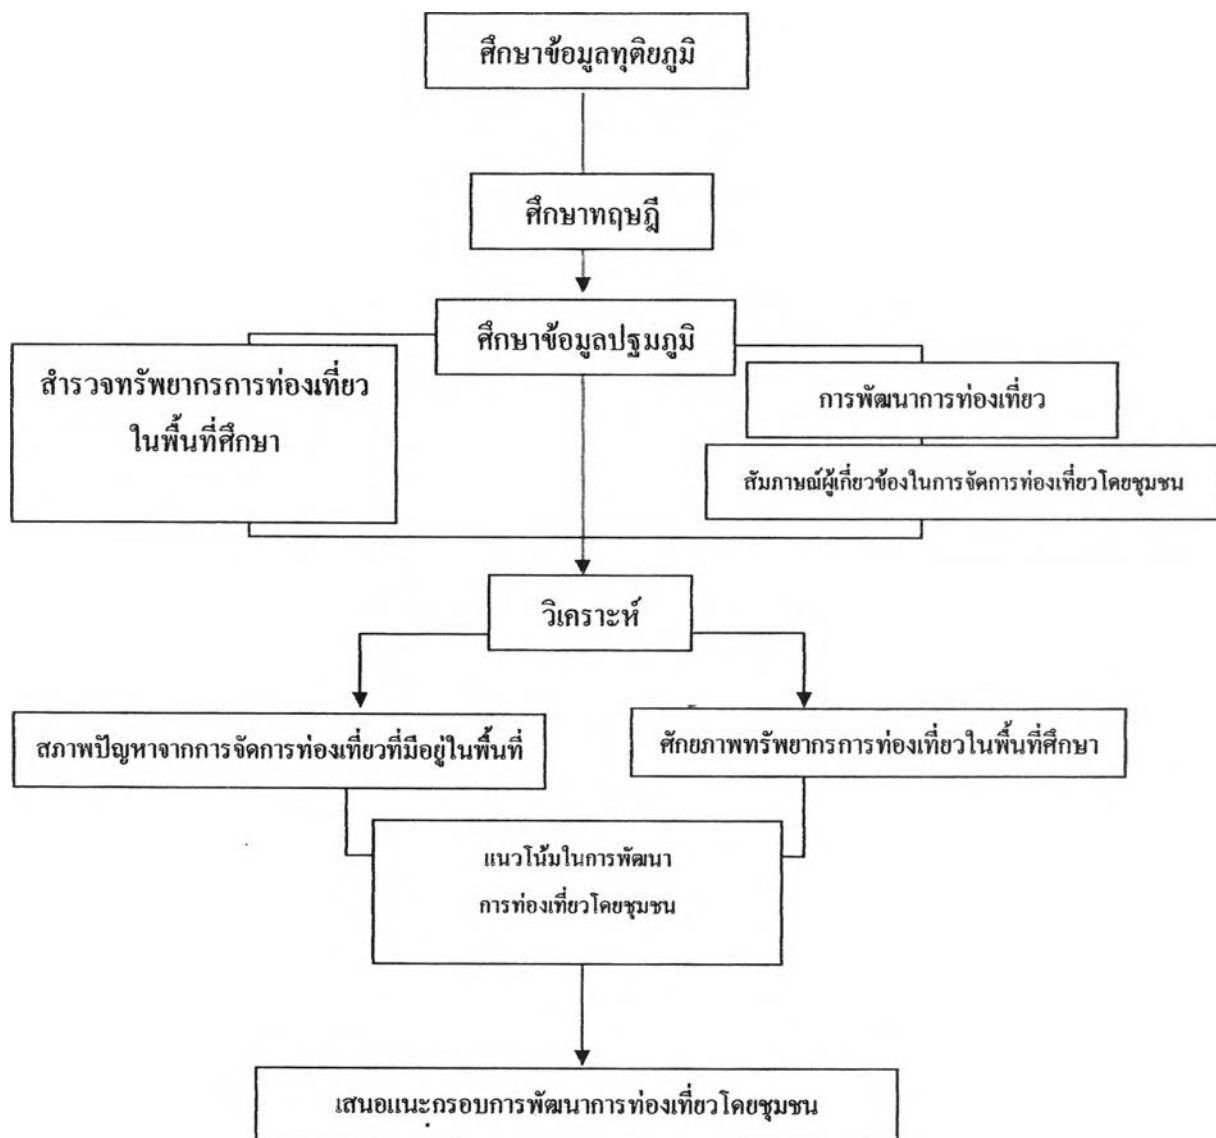 ศึกษาข้อมูลทุติยภูมิ
ศึกษาทฤษฎี
ศึกษาข้อมูลปฐมภูมิ
สำรวจทรัพยากรการท่องเที่ยว
ในพื้นที่ศึกษา
การพัฒนาการท่องเที่ยว
สัมภาษณ์ผู้เกี่ยวข้องในการจัดการท่องเที่ยวโดยชุมชน
วิเคราะห์
สภาพปัญหาจากการจัดการท่องเที่ยวที่มีอยู่ในพื้นที่
ศักยภาพทรัพยากรการท่องเที่ยวในพื้นที่ศึกษา
แนวโน้มในการพัฒนา
การท่องเที่ยวโดยชุมชน
เสนอแนะกรอบการพัฒนาการท่องเที่ยวโดยชุมชน